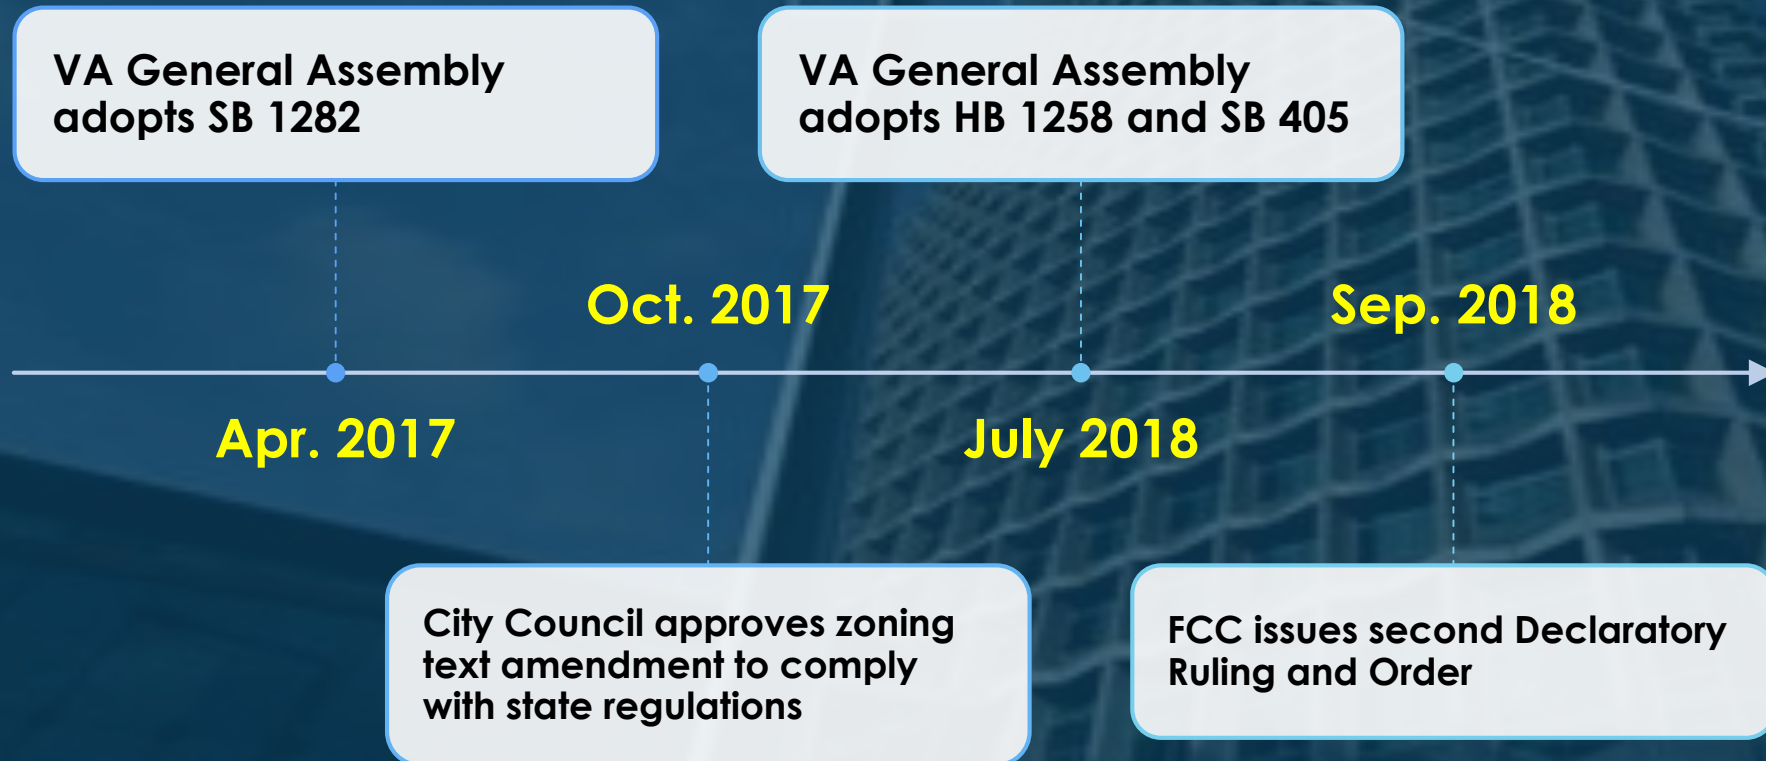 VA General Assembly
adopts SB 1282
VA General Assembly
adopts HB 1258 and SB 405
Oct. 2017
Sep. 2018
Apr. 2017
July 2018
City Council approves zoning
text amendment to comply
with state regulations
FCC issues second Declaratory
Ruling and Order